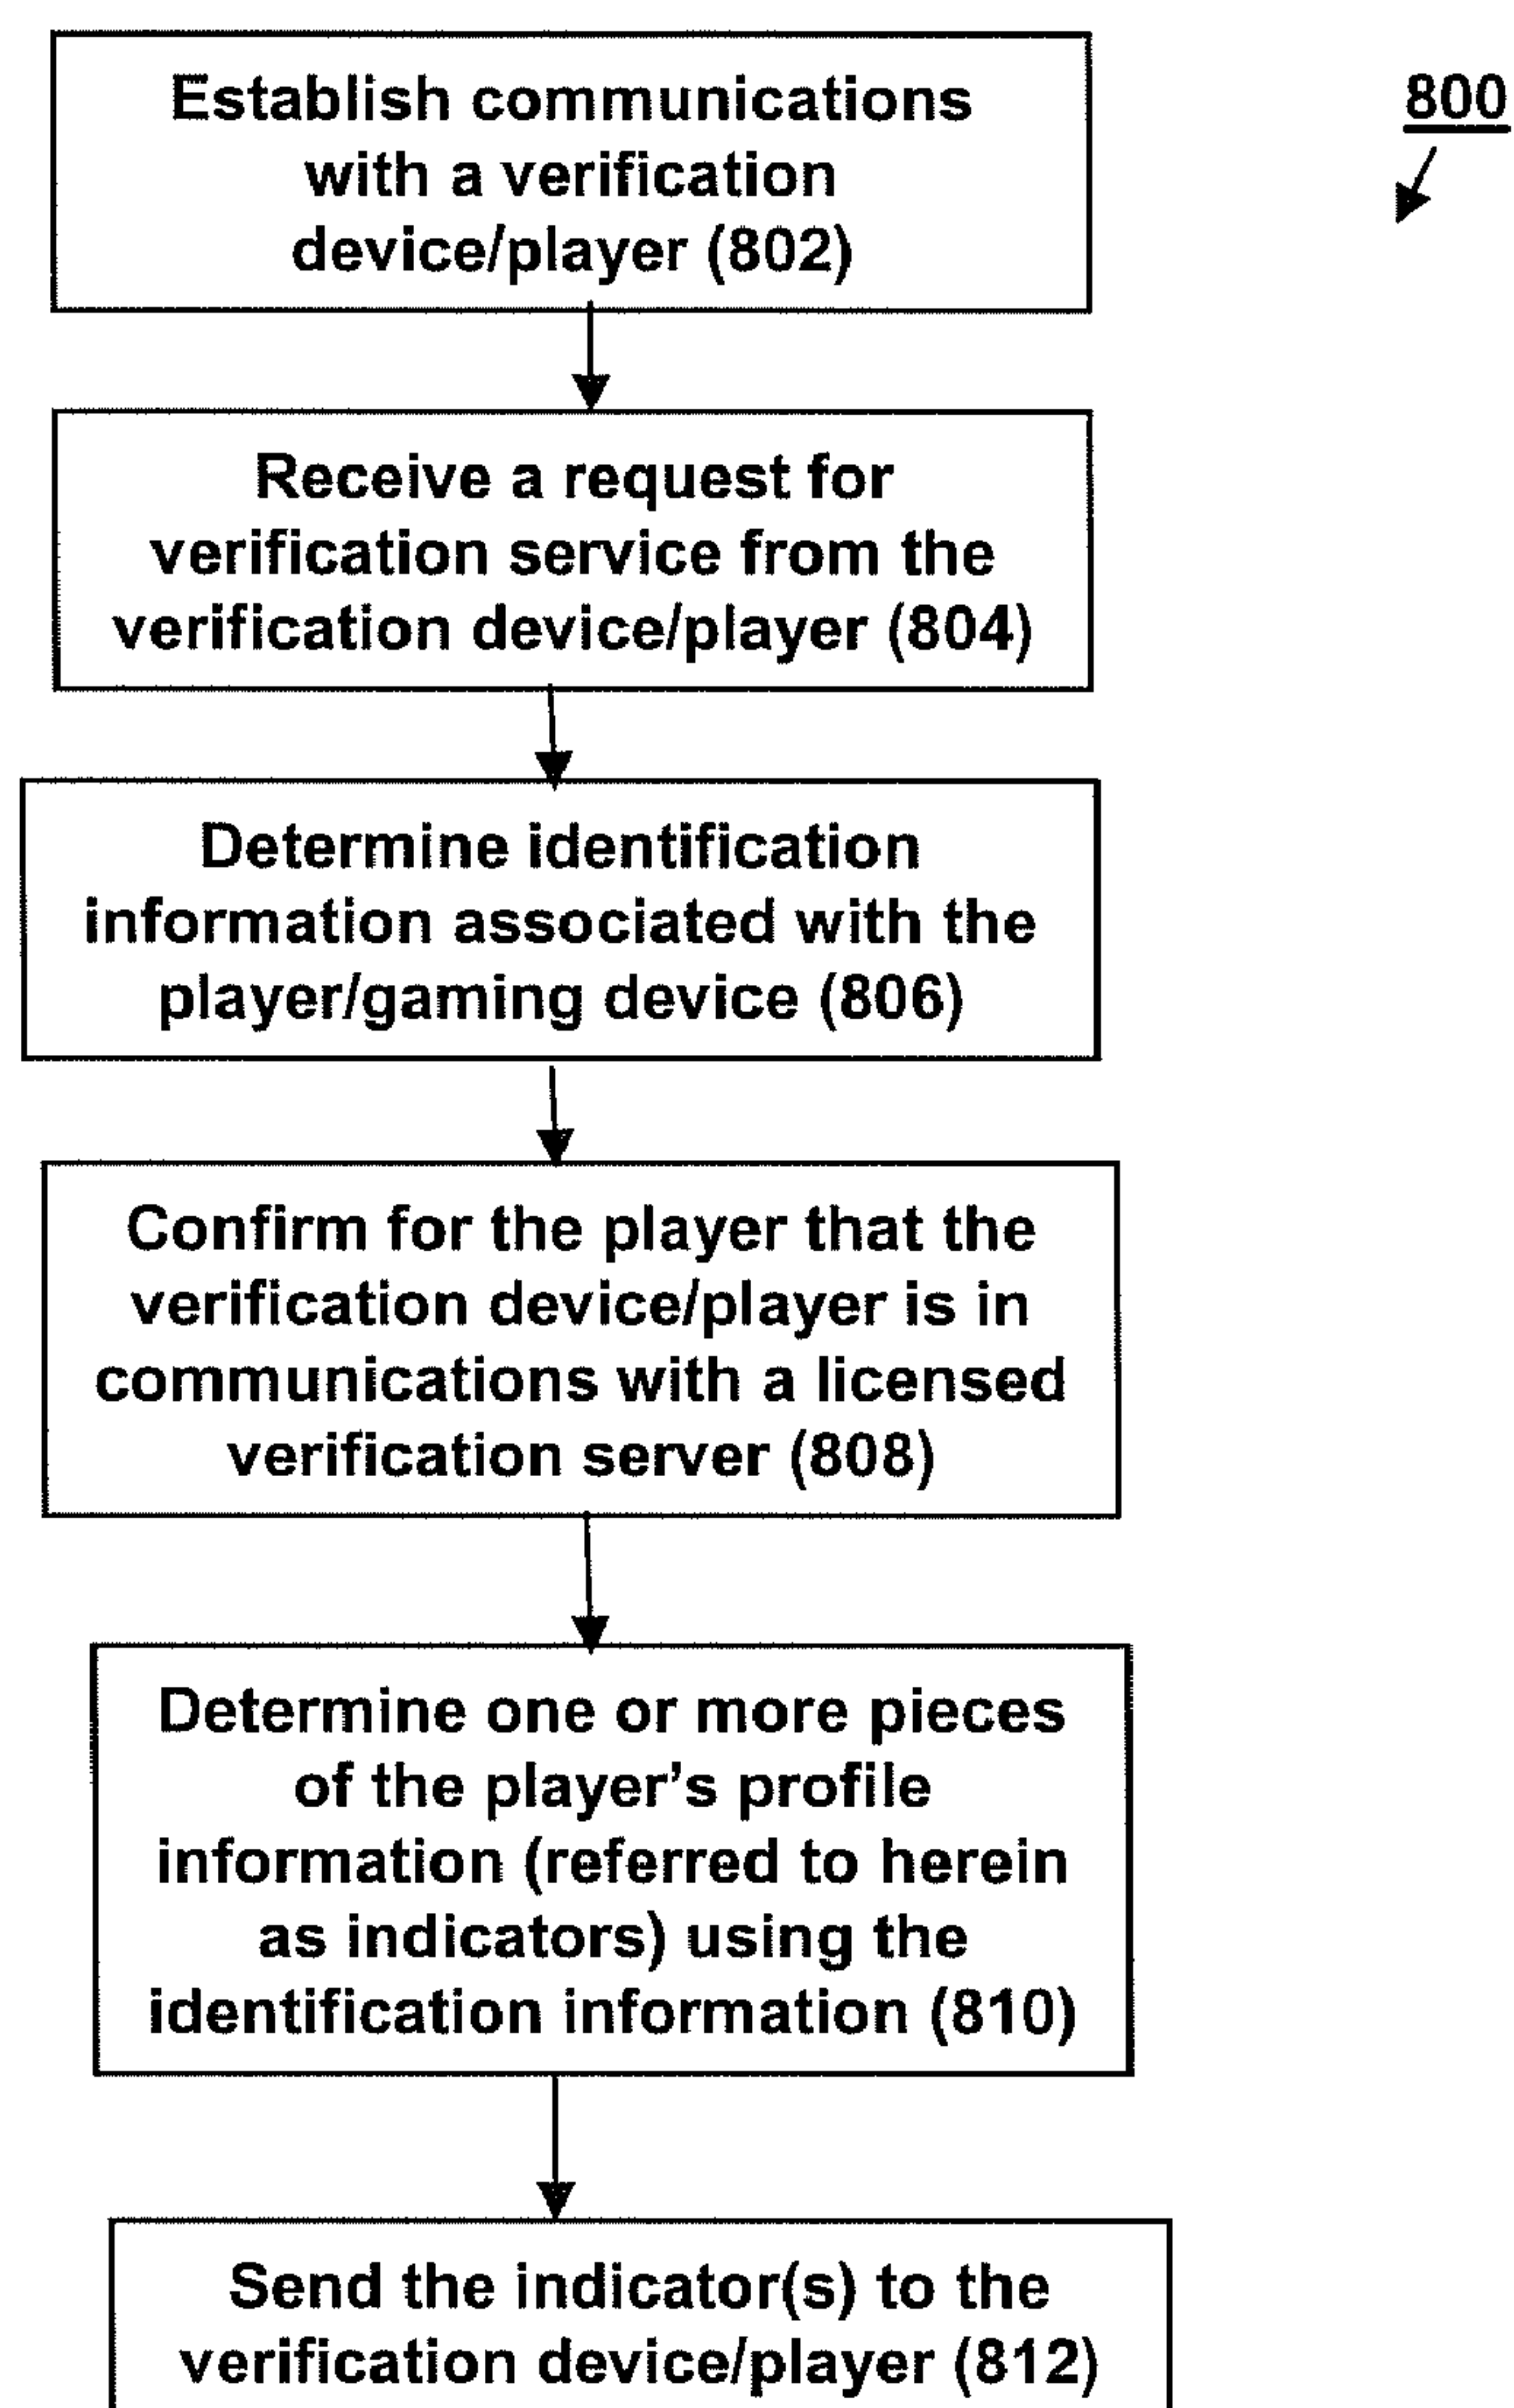 Establish communications
with a verification
device/player (802)
800
Receive a request for
verification service from the
verification device/player (804)
Determine identification
information associated with the
player/gaming device (806)
Confirm for the player that the
verification device/player is in
communications with a licensed
verification server (808)
Determine one or more pieces
of the player's profile
information (referred to herein
as indicators) using the
identification information (810)
Send the indicator(s) to the
verification device/player (812)